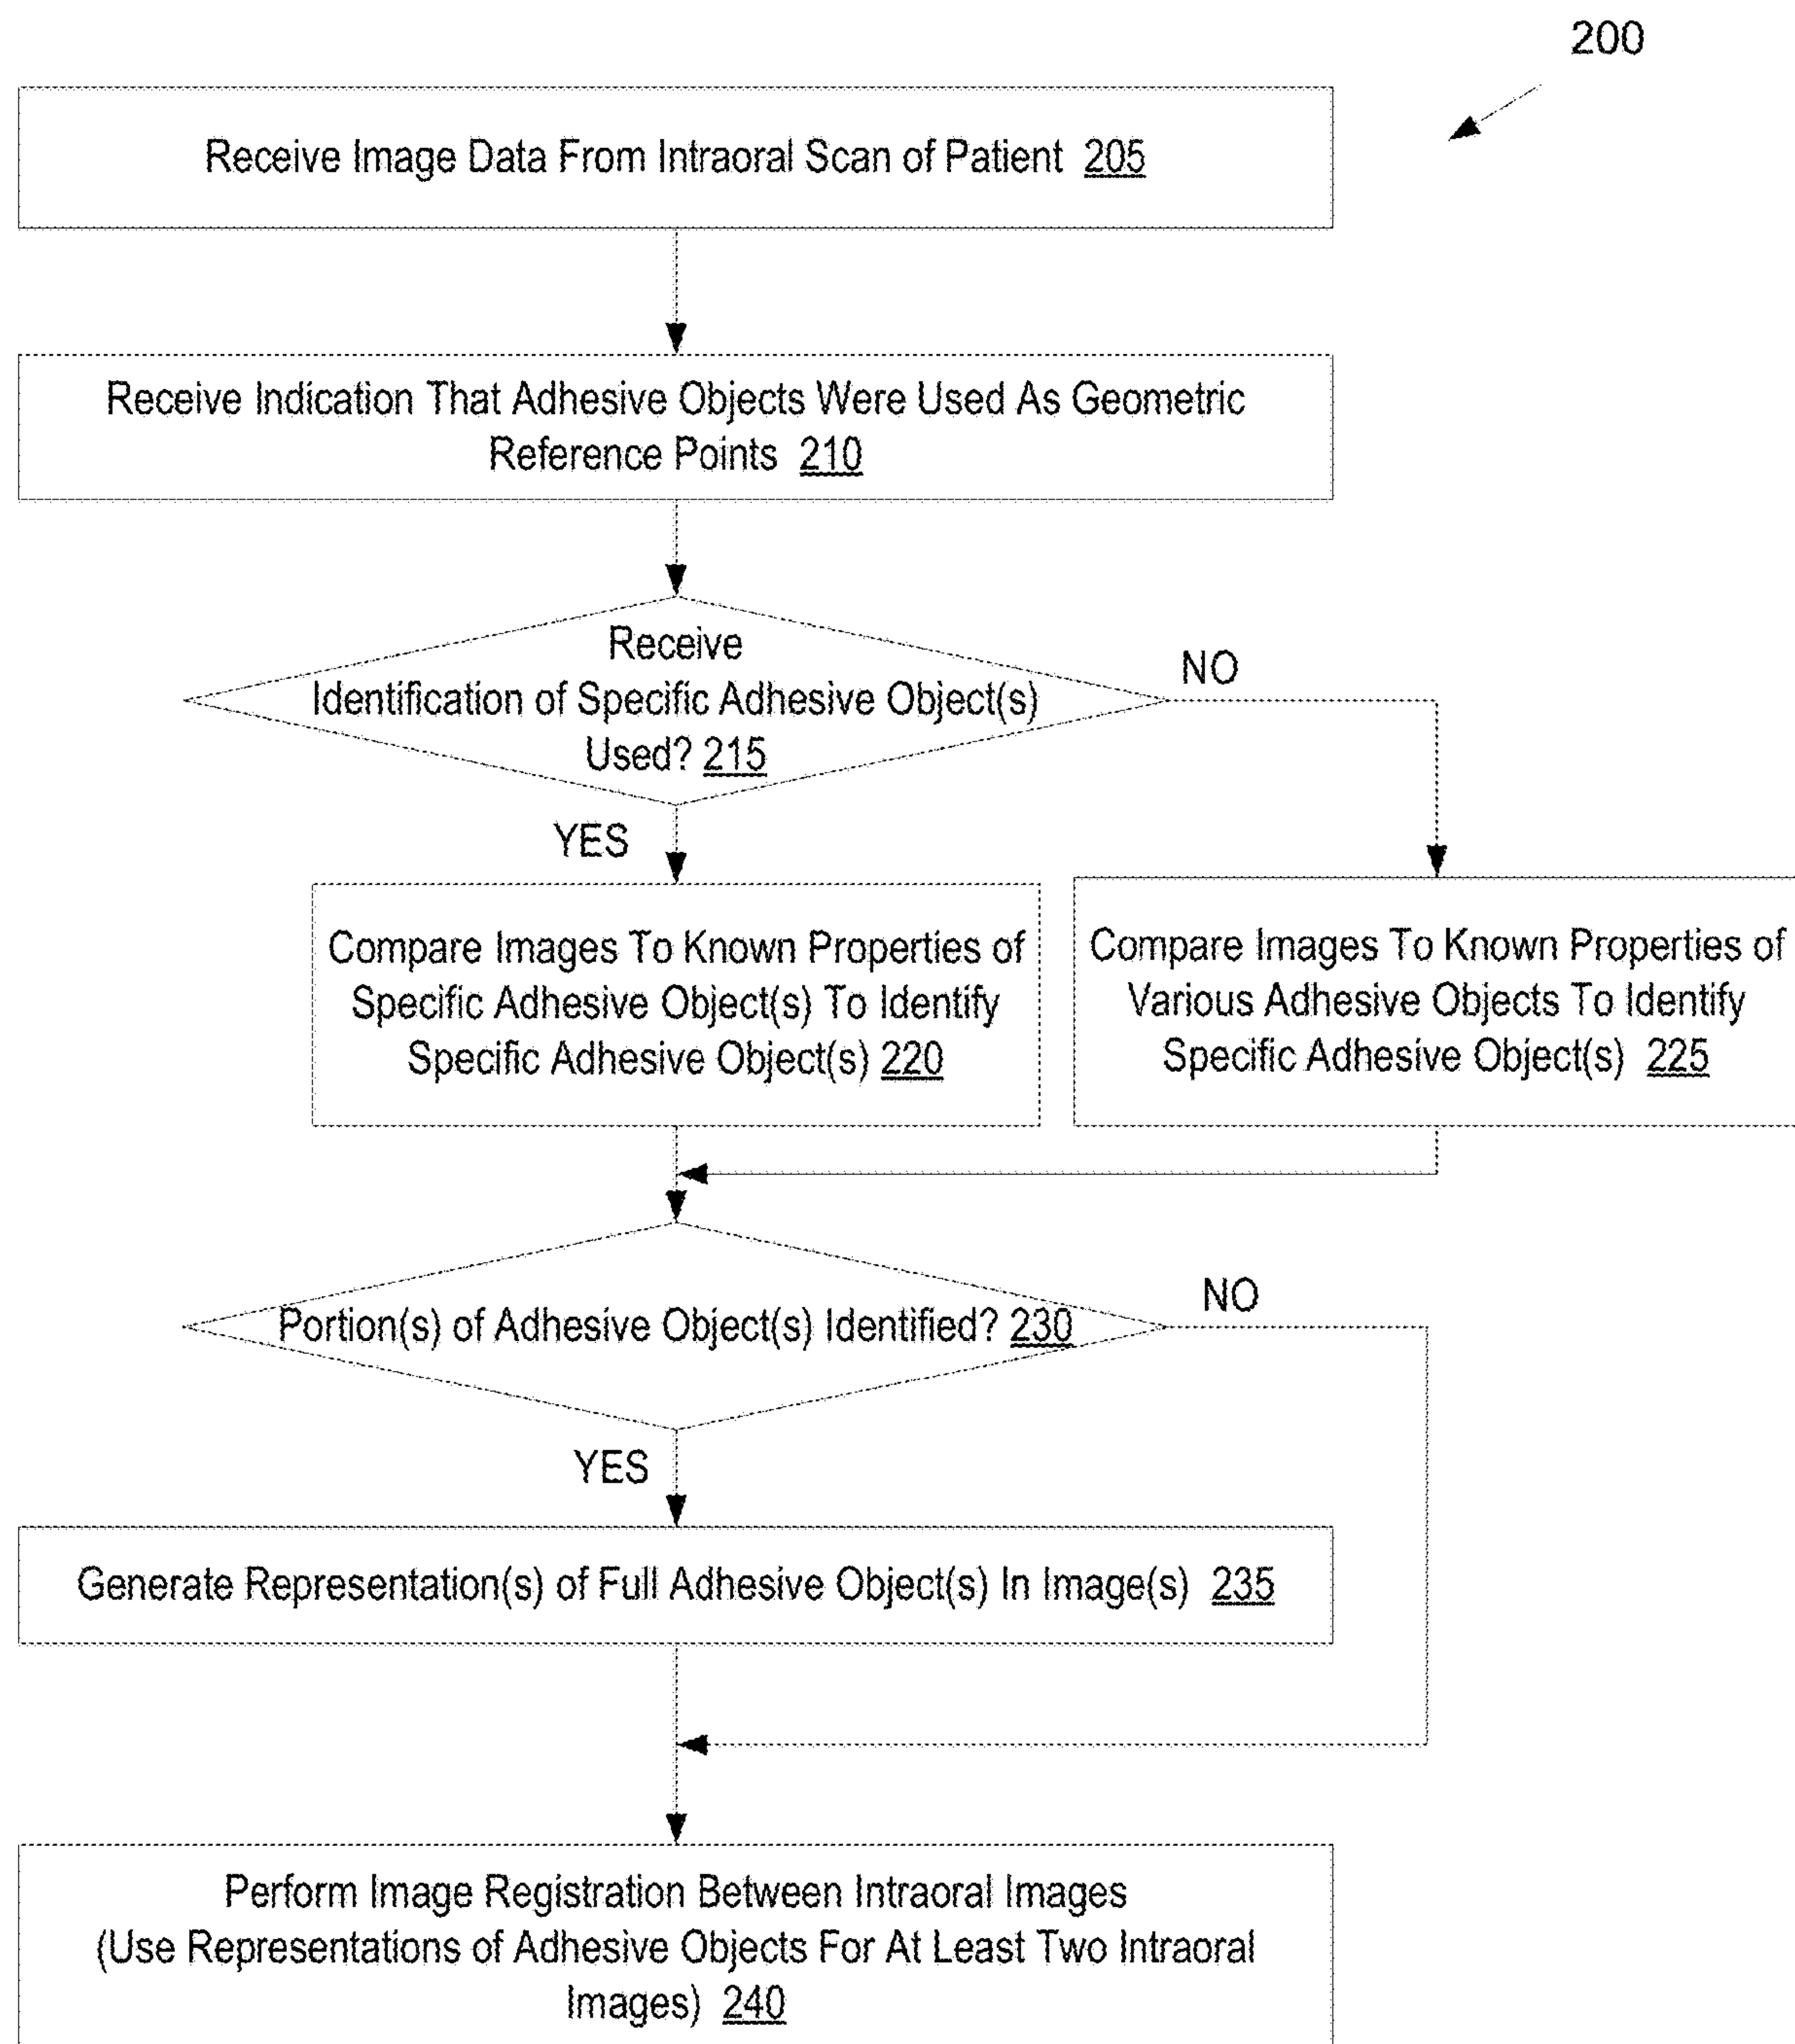 200
Receive Image Data From Intraoral Scan of Patient 205
Receive Indication That Adhesive Objects Were Used As Geometric
Reference Points 210
Receive
Identification of Specific Adhesive Object(s)
Used? 215
NO
YES
Compare Images To Known Properties of
Specific Adhesive Object(s) To Identify
Specific Adhesive Object(s) 220
Compare Images To Known Properties of
Various Adhesive Objects To Identify
Specific Adhesive Object(s) 225
Portion(s) of Adhesive Object(s) Identified? 230
NO
YES
Generate Representation(s) of Full Adhesive Object(s) In Image(s) 235
Perform Image Registration Between Intraoral Images
(Use Representations of Adhesive Objects For At Least Two Intraoral
Images) 240